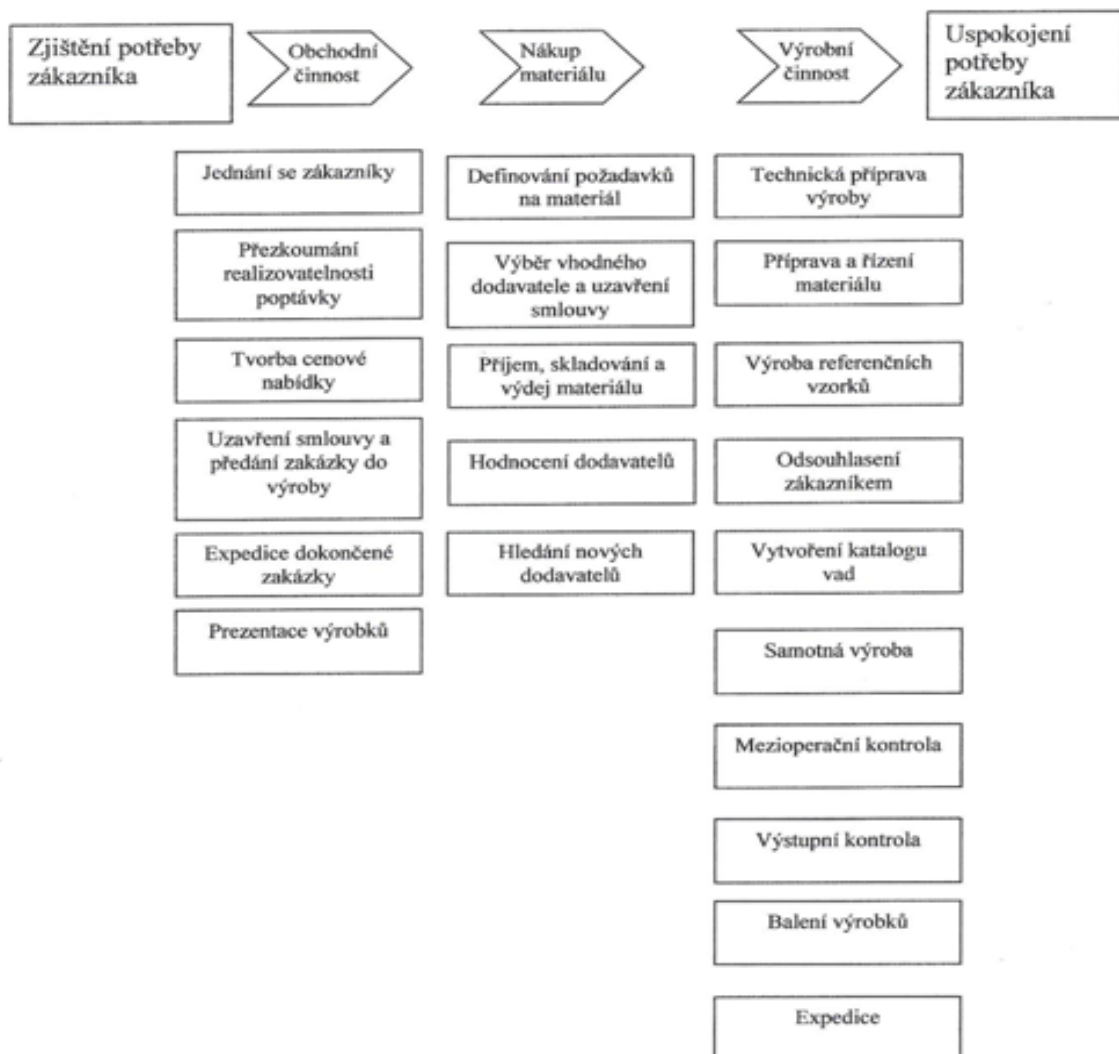 Zjištění potřeby
zákazníka
Obchodní
činnost
Nákup
materiálu
Výrobní
činnost
Uspokojení
potřeby
zákazníka
Jednání se zákazníky
Přezkoumání
realizovatelnosti
poptávky
Tvorba cenové
nabídky
Uzavření smlouvy a
předání zakázky do
výroby
Expedice dokončené
zakázky
Prezentace výrobků
Definování požadavků
na materiál
Výběr vhodného
dodavatele a uzavření
smlouvy
Příjem, skladování a
výdej materiálu
Hodnocení dodavatelů
Hledání nových
dodavatelů
Technická příprava
výroby
Příprava a řízení
materiálu
Výroba referenčních
vzorků
Odsouhlasení
zákazníkem
Vytvoření katalogu
vad
Samotná výroba
Mezioperační kontrola
Výstupní kontrola
Balení výrobků
Expedice